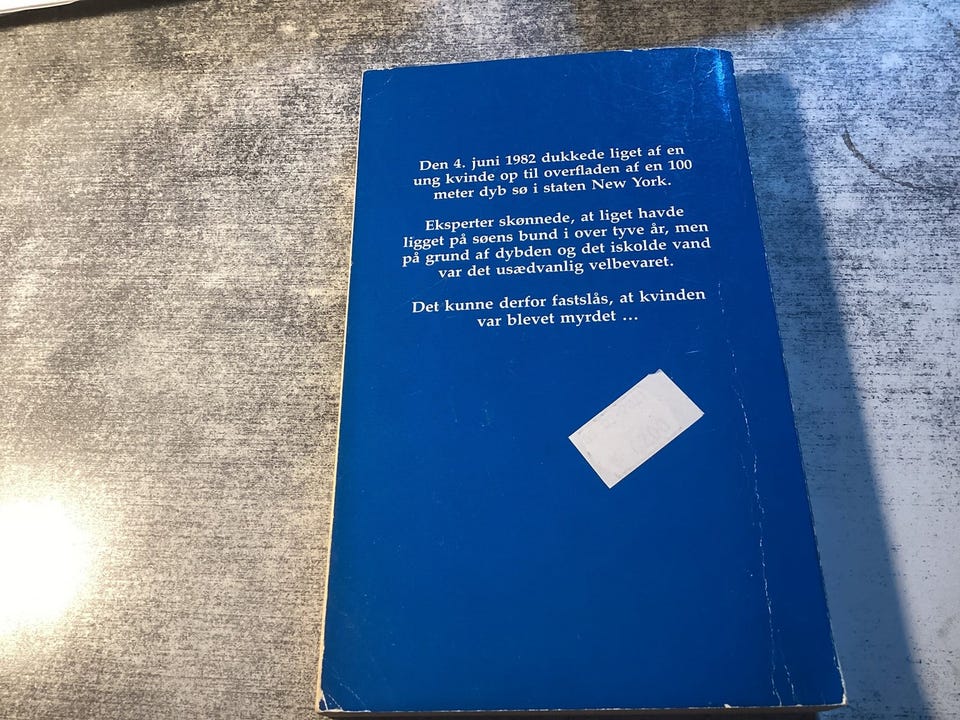 Den 4. juni 1982 dukkede liget af en
ung kvinde op til overfladen af en 100
meter dyb sø i staten New York.
Eksperter skønnede, at liget havde
ligget på søens bund i over tyve år, men
på grund af dybden og det iskolde vand
var det usædvanlig velbevaret.
Det kunne derfor fastslås, at kvinden
var blevet myrdet ...